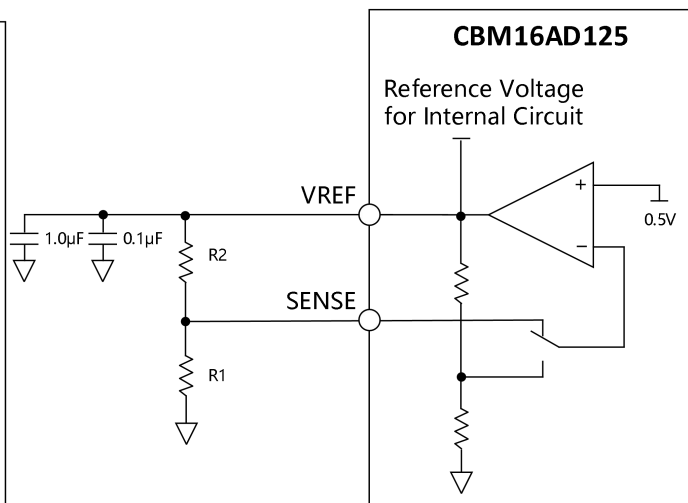 CBM16AD125
Reference Voltage
for Internal Circuit
VREF
+
0.5V
1.0μF
0.1μF
R2
−
SENSE
R1